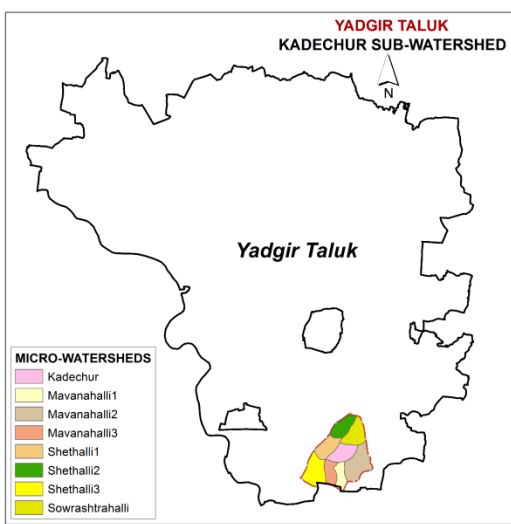 YADGIR TALUK
KADECHUR SUB-WATERSHED
N
Yadgir Taluk
MICRO-WATERSHEDS
Kadechur
Mavanahalli1
Mavanahalli2
Mavanahalli3
Shethalli1
Shethalli2
Shethalli3
Sowrashtrahalli